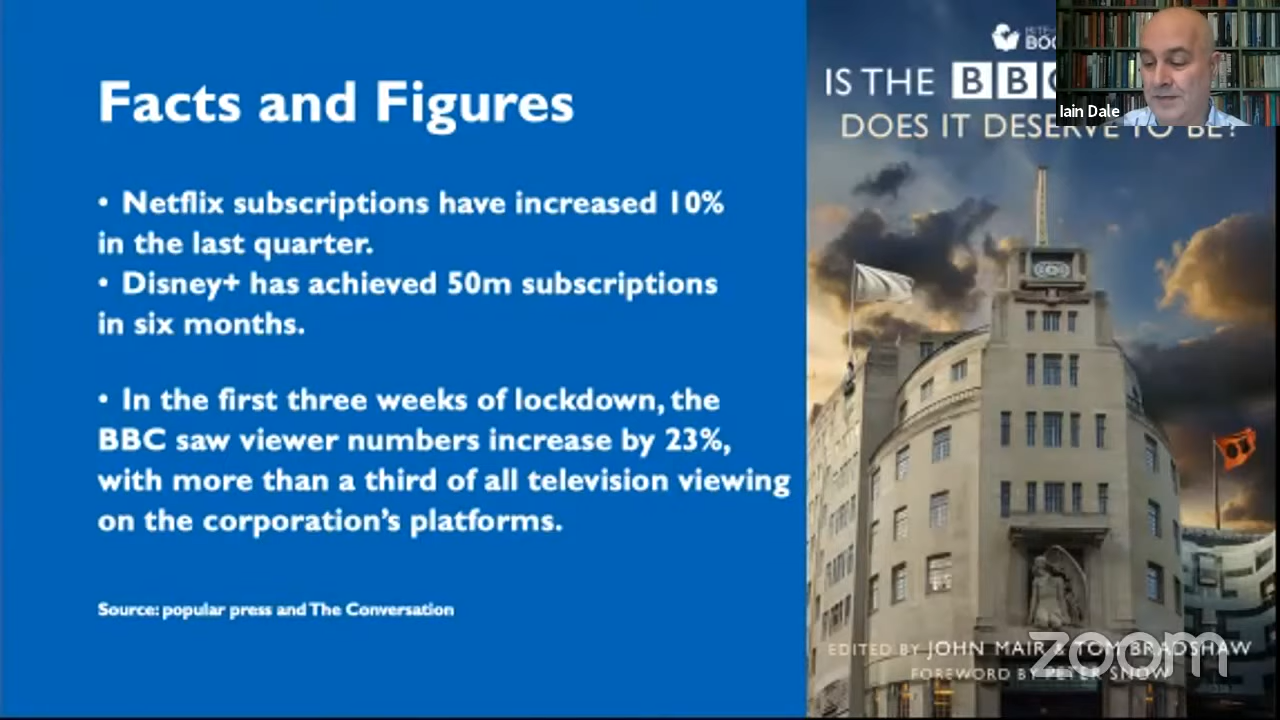 Facts and Figures
• Netflix subscriptions have increased 10%
in the last quarter.
• Disney+ has achieved 50m subscriptions
in six months.
• In the first three weeks of lockdown, the
BBC saw viewer numbers increase by 23%,
with more than a third of all television viewing
on the corporation's platforms.
Source: popular press and The Conversation
IS THE BBC
DOES IT DESERVE TO BE?
Iain Dale
EDITED BY JOHN MAIR & TOM BRADSHAW
FOREWORD BY PETER SNOW
zoom